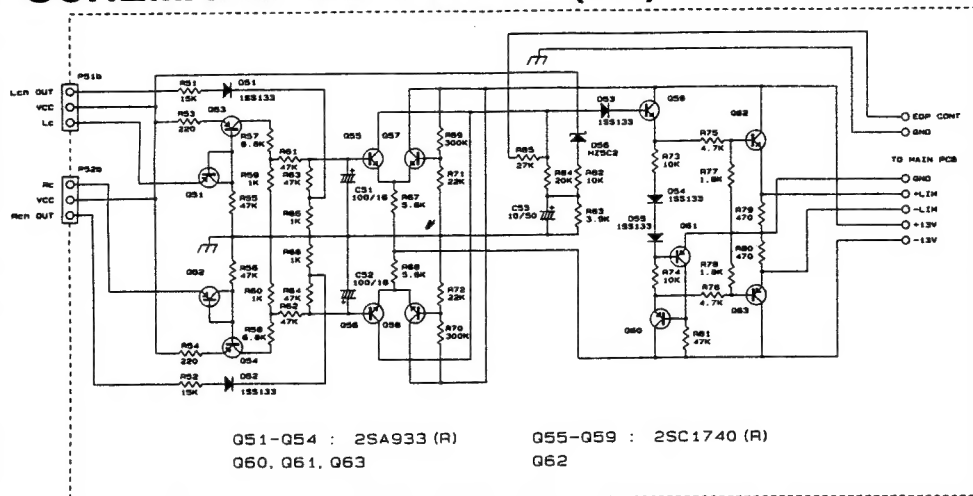 P51b
Lcm OUT
VCC
Lc
P52b
Rc
VCC
Rcm OUT
R51
15K
D51
1SS133
R53
220
Q53
R57
6.8K
Q51
R55
47K
R59
1K
R61
47K
R63
47K
R65
1K
R66
1K
R56
47K
Q52
R60
1K
R64
47K
R62
47K
R58
6.8K
R54
220
Q54
R52
15K
D52
1SS133
C51
100/16
C52
100/16
Q55
Q57
Q56
Q58
R67
5.6K
R68
5.6K
R69
300K
R71
22K
R72
22K
R70
300K
R85
27K
R84
20K
C53
10/50
D53
1SS133
D56
HZ5C2
R82
10K
R83
3.9K
Q59
R73
10K
D54
1SS133
D55
1SS133
R74
10K
Q61
Q60
R81
47K
R75
4.7K
R77
1.8K
R78
1.8K
R76
4.7K
Q62
R79
470
R80
470
Q63
EOP CONT
GND
TO MAIN PCB
GND
+LIM
-LIM
+13V
-13V
Q51-Q54 : 2SA933 (R)
Q60, Q61, Q63
Q55-Q59 : 2SC1740 (R)
Q62